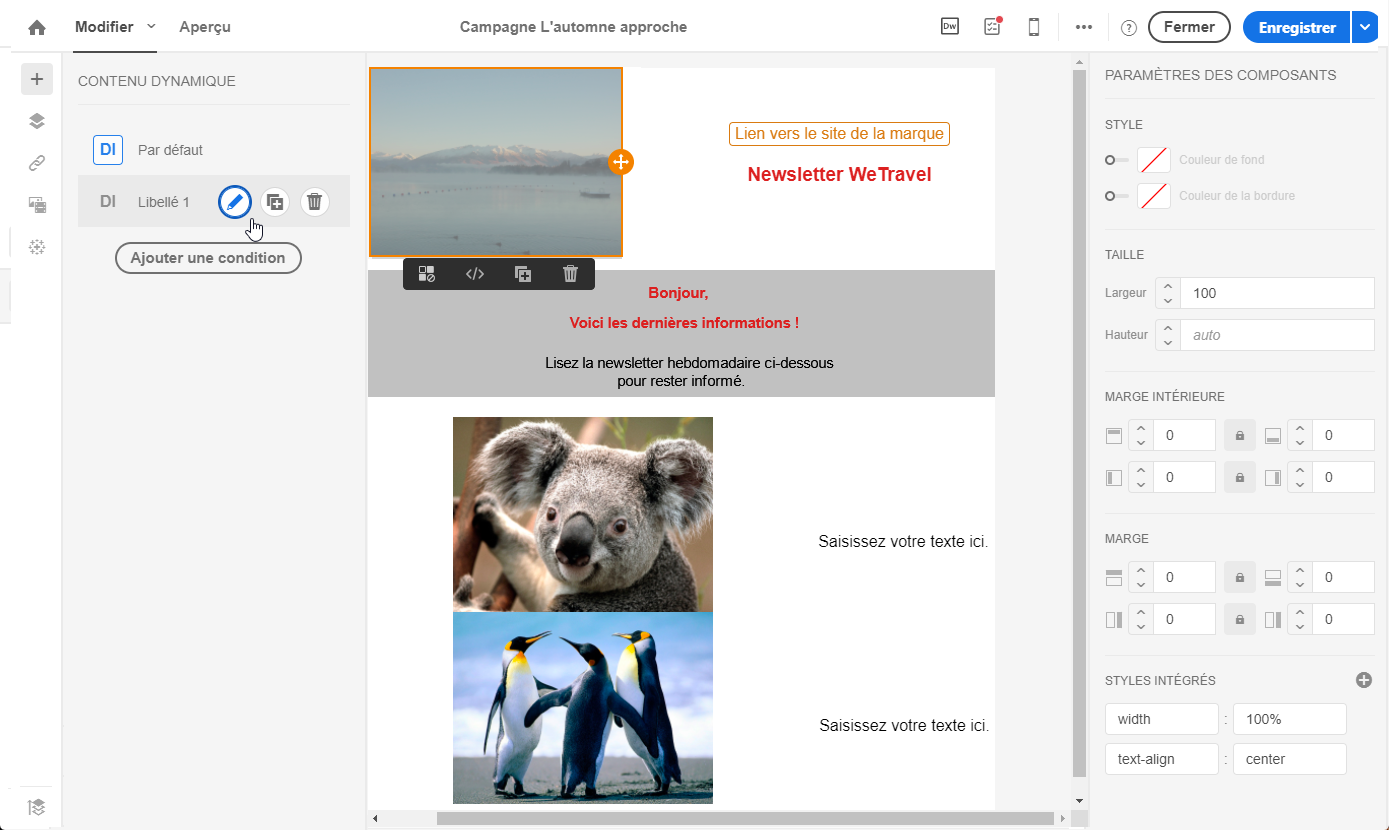 Modifier
Aperçu
Campagne L'automne approche
Dw
?
Fermer
Enregistrer
CONTENU DYNAMIQUE
DI
Par défaut
DI
Libellé 1
Ajouter une condition
Lien vers le site de la marque
Newsletter WeTravel
</>
Bonjour,
Voici les dernières informations !
Lisez la newsletter hebdomadaire ci-dessous
pour rester informé.
Saisissez votre texte ici.
Saisissez votre texte ici.
PARAMÈTRES DES COMPOSANTS
STYLE
Couleur de fond
Couleur de la bordure
TAILLE
Largeur
100
Hauteur
auto
MARGE INTÉRIEURE
0
0
0
0
MARGE
0
0
0
0
STYLES INTÉGRÉS
width : 100%
text-align : center